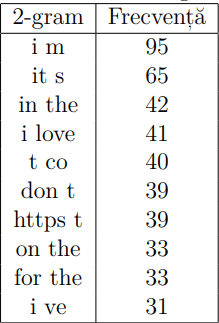 2-gram Frecvență
i m 95
it s 65
in the 42
i love 41
t co 40
don t 39
https t 39
on the 33
for the 33
i ve 31